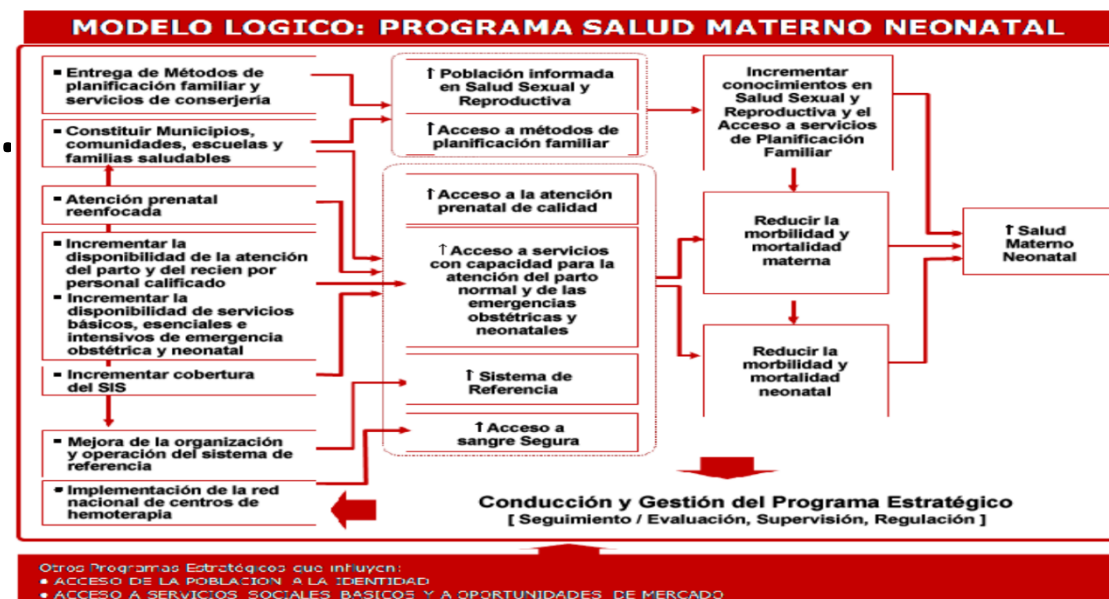 MODELO LOGICO: PROGRAMA SALUD MATERNO NEONATAL
▪ Entrega de Métodos de
planificación familiar y
servicios de conserjería
▪ Constituir Municipios,
comunidades, escuelas y
familias saludables
▪ Atención prenatal
reenfocada
▪ Incrementar la
disponibilidad de la atención
del parto y del recien por
personal calificado
▪ Incrementar la
disponibilidad de servicios
básicos, esenciales e
intensivos de emergencia
obstétrica y neonatal
▪ Incrementar cobertura
del SIS
▪ Mejora de la organización
y operación del sistema de
referencia
▪ Implementación de la red
nacional de centros de
hemoterapia
↑ Población informada
en Salud Sexual y
Reproductiva
↑ Acceso a métodos de
planificación familiar
↑ Acceso a la atención
prenatal de calidad
↑ Acceso a servicios
con capacidad para la
atención del parto
normal y de las
emergencias
obstétricas y
neonatales
↑ Sistema de
Referencia
↑ Acceso a
sangre Segura
Incrementar
conocimientos en
Salud Sexual y
Reproductiva y el
Acceso a servicios
de Planificación
Familiar
Reducir la
morbilidad y
mortalidad
materna
Reducir la
morbilidad y
mortalidad
neonatal
↑ Salud
Materno
Neonatal
Conducción y Gestión del Programa Estratégico
[ Seguimiento / Evaluación, Supervisión, Regulación ]
Otros Programas Estratégicos que influyen:
• ACCESO DE LA POBLACION A LA IDENTIDAD
• ACCESO A SERVICIOS SOCIALES BASICOS Y A OPORTUNIDADES DE MERCADO